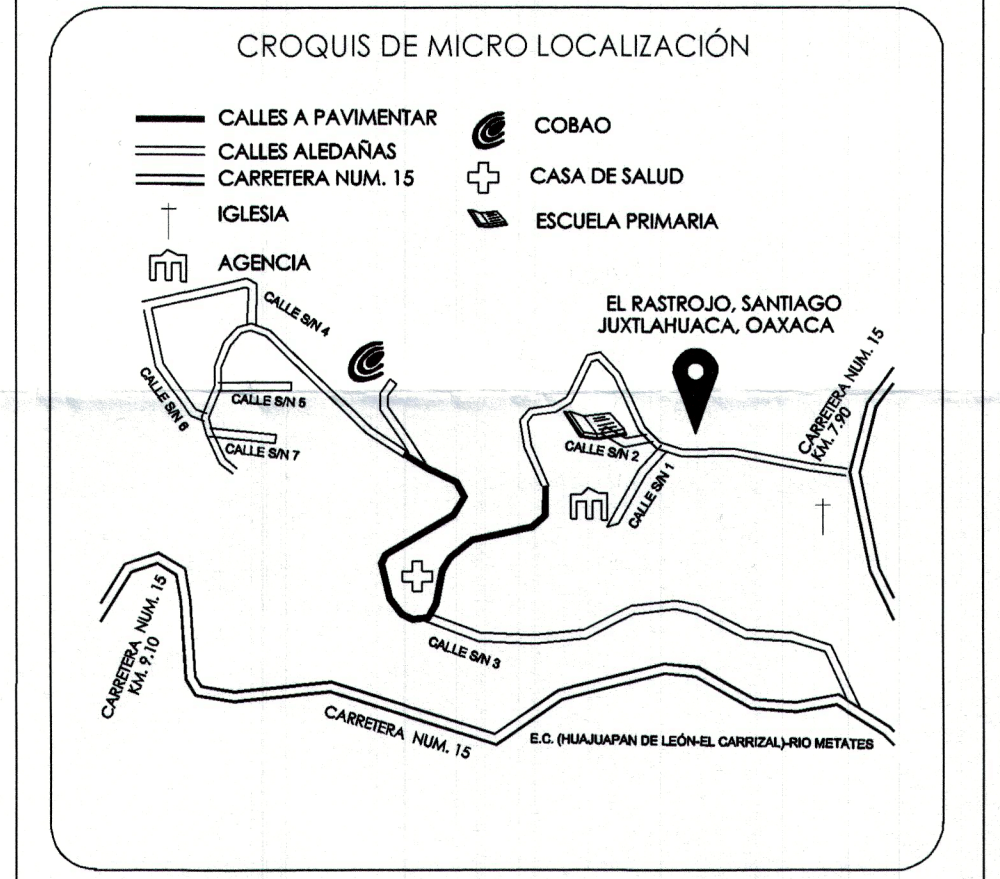 CROQUIS DE MICRO LOCALIZACIÓN
CALLES A PAVIMENTAR
CALLES ALEDAÑAS
CARRETERA NUM. 15
IGLESIA
AGENCIA
COBAO
CASA DE SALUD
ESCUELA PRIMARIA
EL RASTROJO, SANTIAGO
JUXTLAHUACA, OAXACA
CALLE S/N 4
CALLE S/N 6
CALLE S/N 5
CALLE S/N 7
CALLE S/N 2
CALLE S/N 1
CARRETERA NUM. 15
KM. 7.90
CARRETERA NUM. 15
KM. 9.10
CALLE S/N 3
CARRETERA NUM. 15
E.C. (HUAJUAPAN DE LEÓN-EL CARRIZAL)-RIO METATES